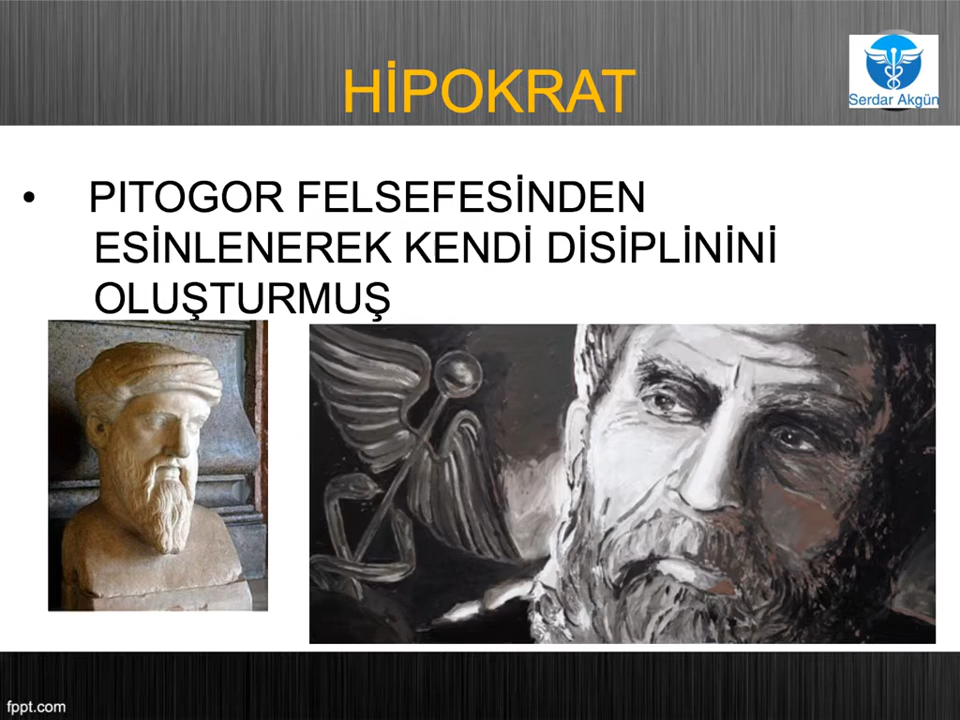 HİPOKRAT
Serdar Akgün
• PITOGOR FELSEFESİNDEN
ESİNLENEREK KENDİ DİSİPLİNİNİ
OLUŞTURMUŞ
fppt.com